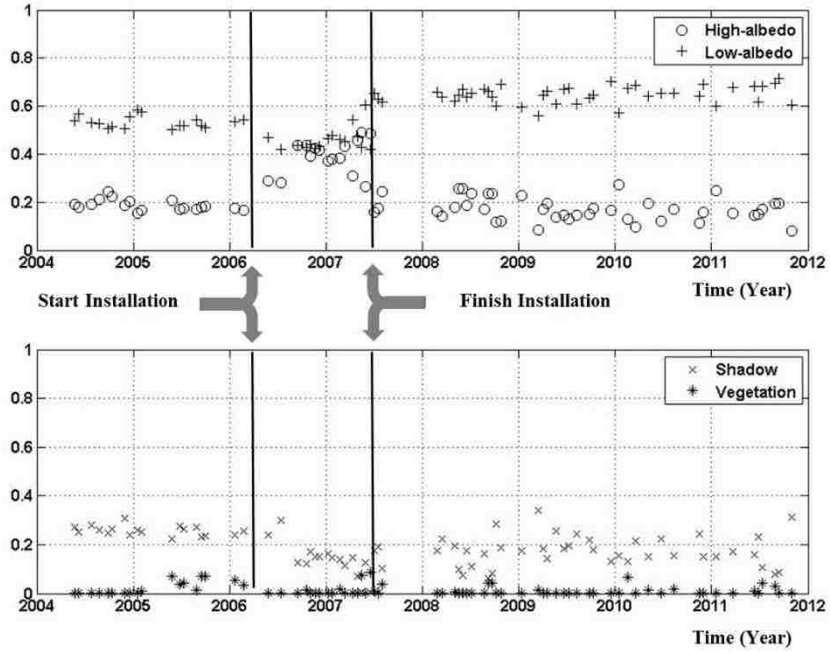 1
0.8
0.6
0.4
0.2
0
High-albedo
Low-albedo
2004 2005 2006 2007 2008 2009 2010 2011 2012
Start Installation
Finish Installation
Time (Year)
1
0.8
0.6
0.4
0.2
0
Shadow
Vegetation
2004 2005 2006 2007 2008 2009 2010 2011 2012
Time (Year)